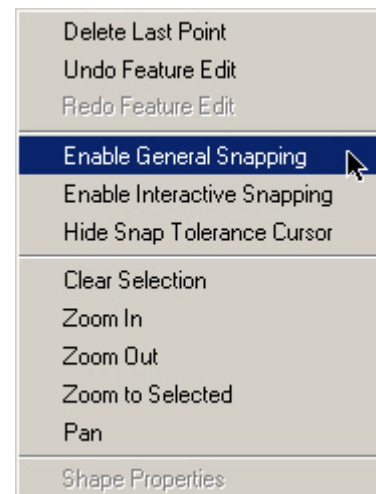 Delete Last Point
Undo Feature Edit
Redo Feature Edit
Enable General Snapping
Enable Interactive Snapping
Hide Snap Tolerance Cursor
Clear Selection
Zoom In
Zoom Out
Zoom to Selected
Pan
Shape Properties